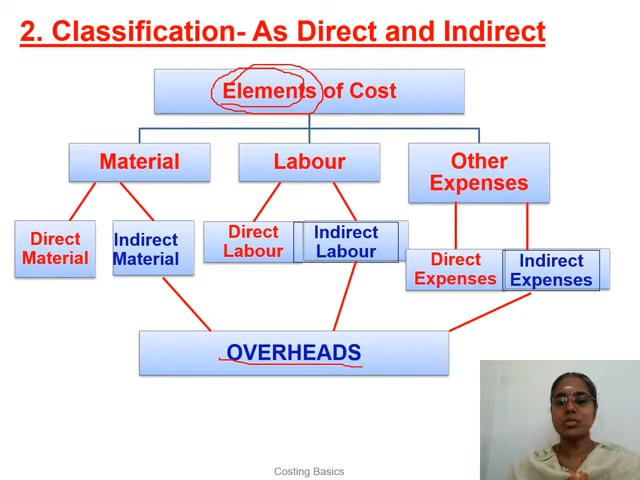 2. Classification- As Direct and Indirect
Elements of Cost
Material
Labour
Other
Expenses
Direct
Material
Indirect
Material
Direct
Labour
Indirect
Labour
Direct
Expenses
Indirect
Expenses
OVERHEADS
Costing Basics